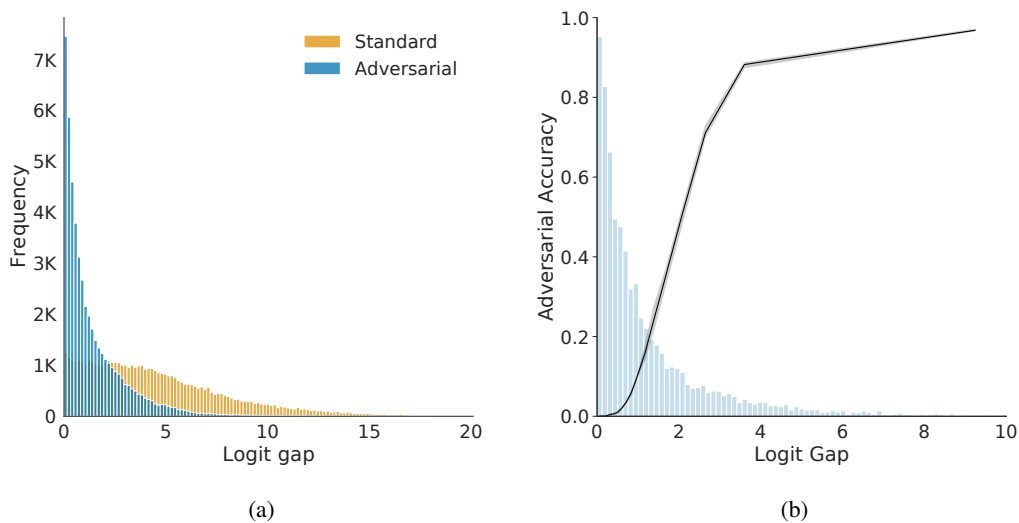 Standard
Adversarial
7K
6K
5K
4K
3K
2K
1K
0
Frequency
0 5 10 15 20
Logit gap
(a)
1.0
0.8
0.6
0.4
0.2
0.0
Adversarial Accuracy
0 2 4 6 8 10
Logit Gap
(b)